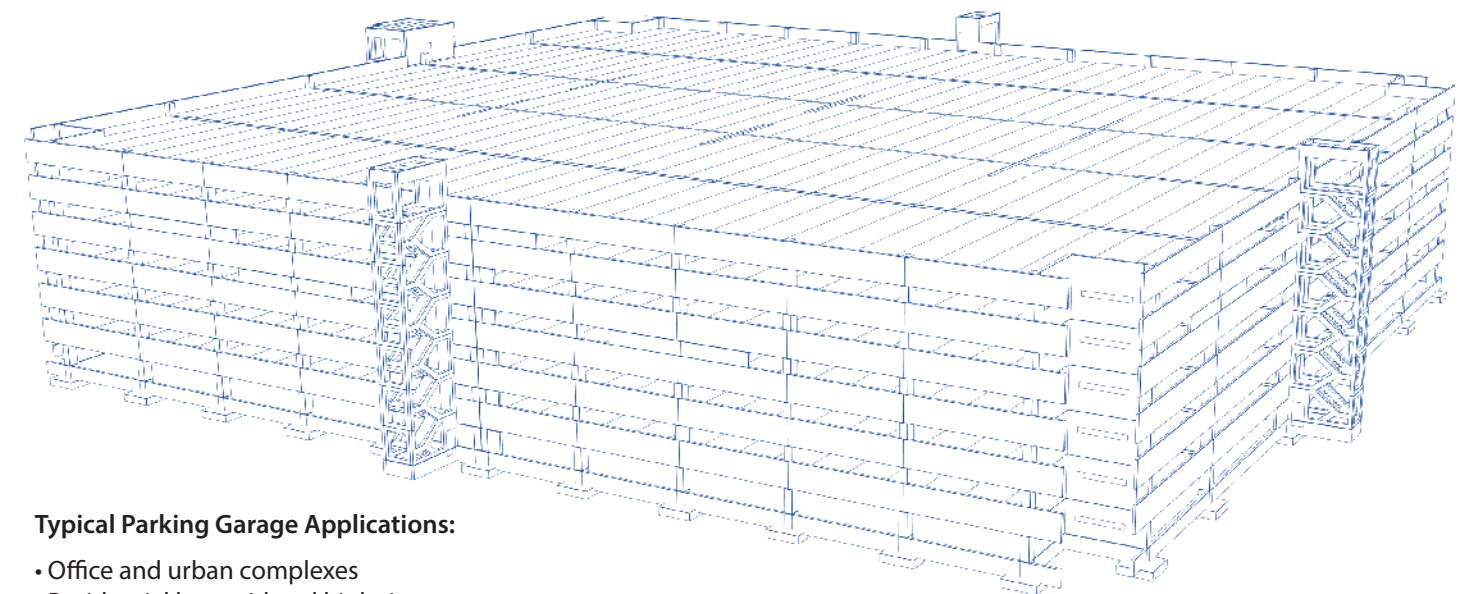 Typical Parking Garage Applications:
• Office and urban complexes